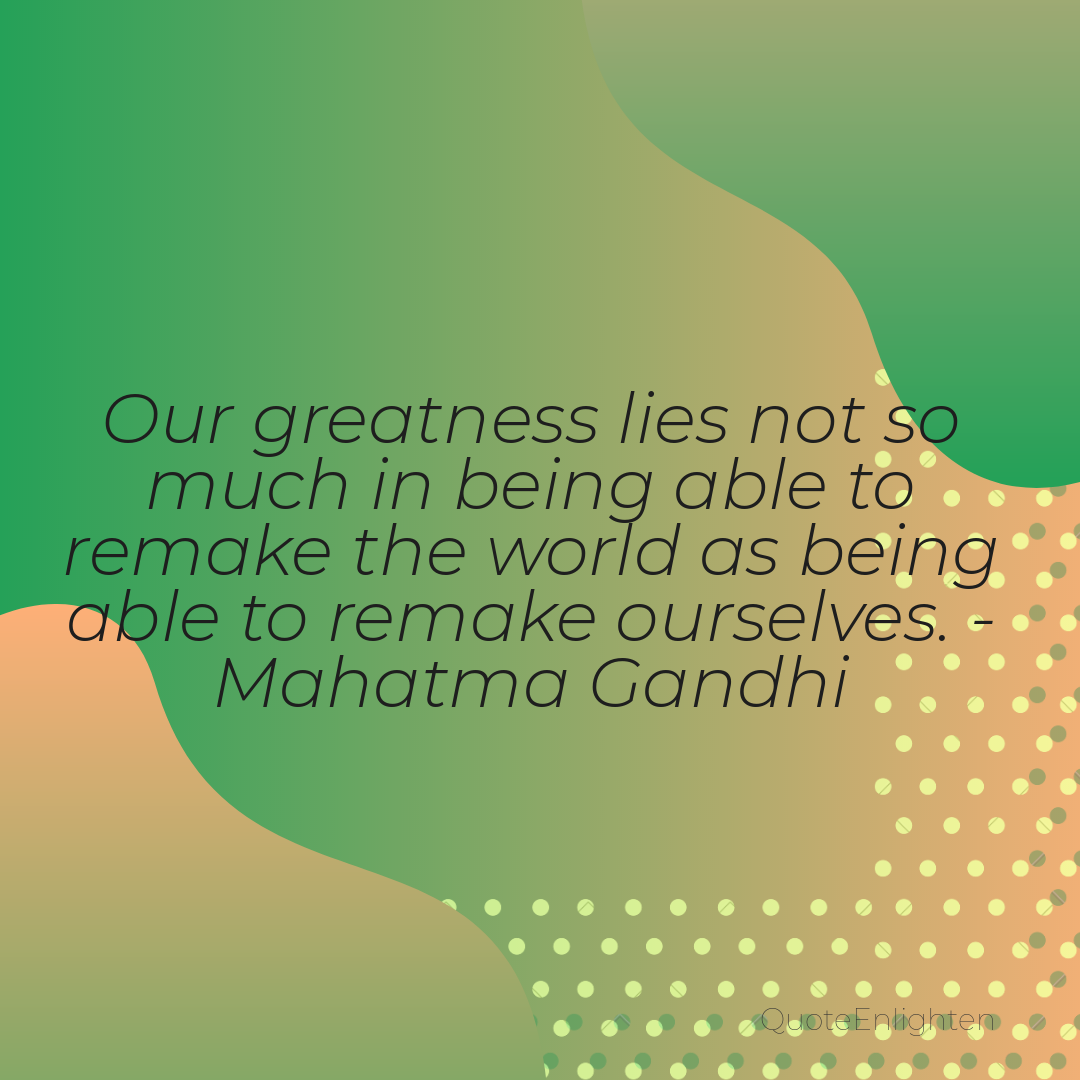 Our greatness lies not so
much in being able to
remake the world as being
able to remake ourselves. -
Mahatma Gandhi
QuoteEnlighten